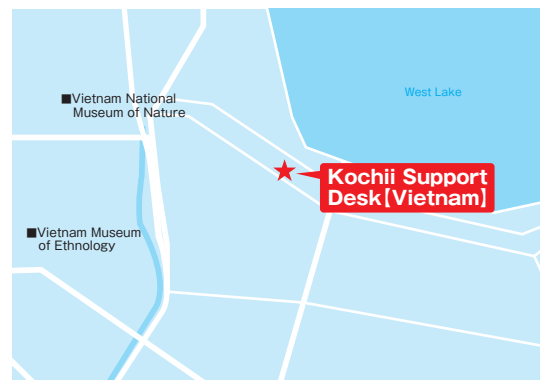 West Lake
■Vietnam National
Museum of Nature
Kochii Support
Desk【Vietnam】
■Vietnam Museum
of Ethnology